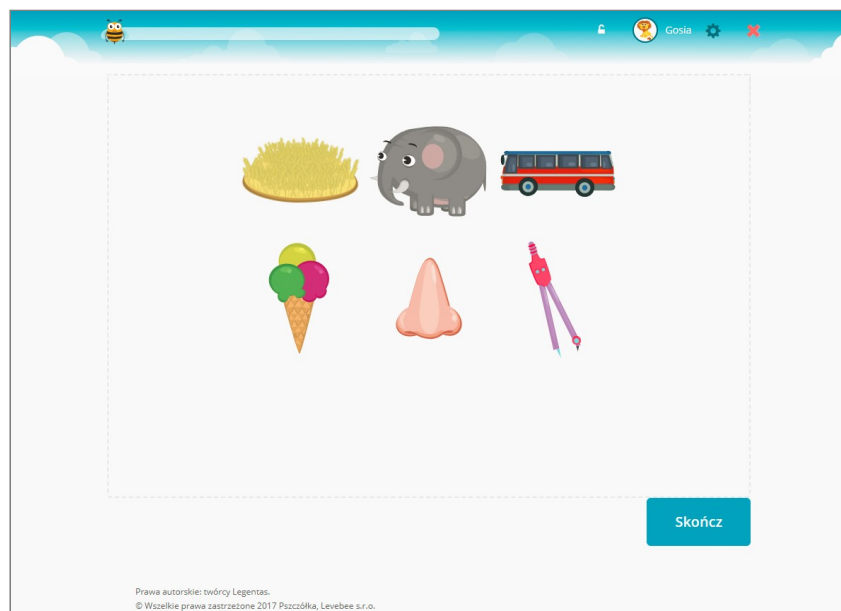 Gosia
Skończ
Prawa autorskie: twórcy Legentas.
© Wszelkie prawa zastrzeżone 2017 Pszczółka, Levebee s.r.o.